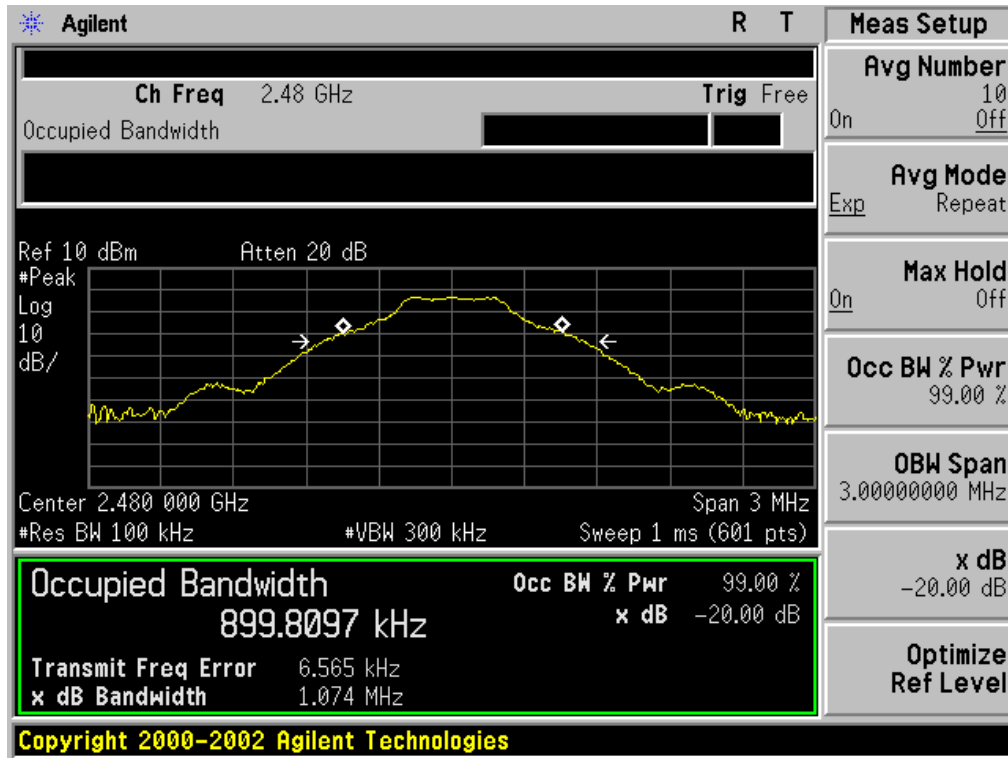 Agilent R T
Ch Freq 2.48 GHz Trig Free
Occupied Bandwidth
Ref 10 dBm Atten 20 dB
#Peak
Log
10
dB/
Center 2.480 000 GHz Span 3 MHz
#Res BW 100 kHz #VBW 300 kHz Sweep 1 ms (601 pts)
Occupied Bandwidth Occ BW % Pwr 99.00 %
899.8097 kHz x dB -20.00 dB
Transmit Freq Error 6.565 kHz
x dB Bandwidth 1.074 MHz
Copyright 2000-2002 Agilent Technologies
Meas Setup
Avg Number
10
On Off
Avg Mode
Exp Repeat
Max Hold
On Off
Occ BW % Pwr
99.00 %
OBW Span
3.00000000 MHz
x dB
-20.00 dB
Optimize
Ref Level